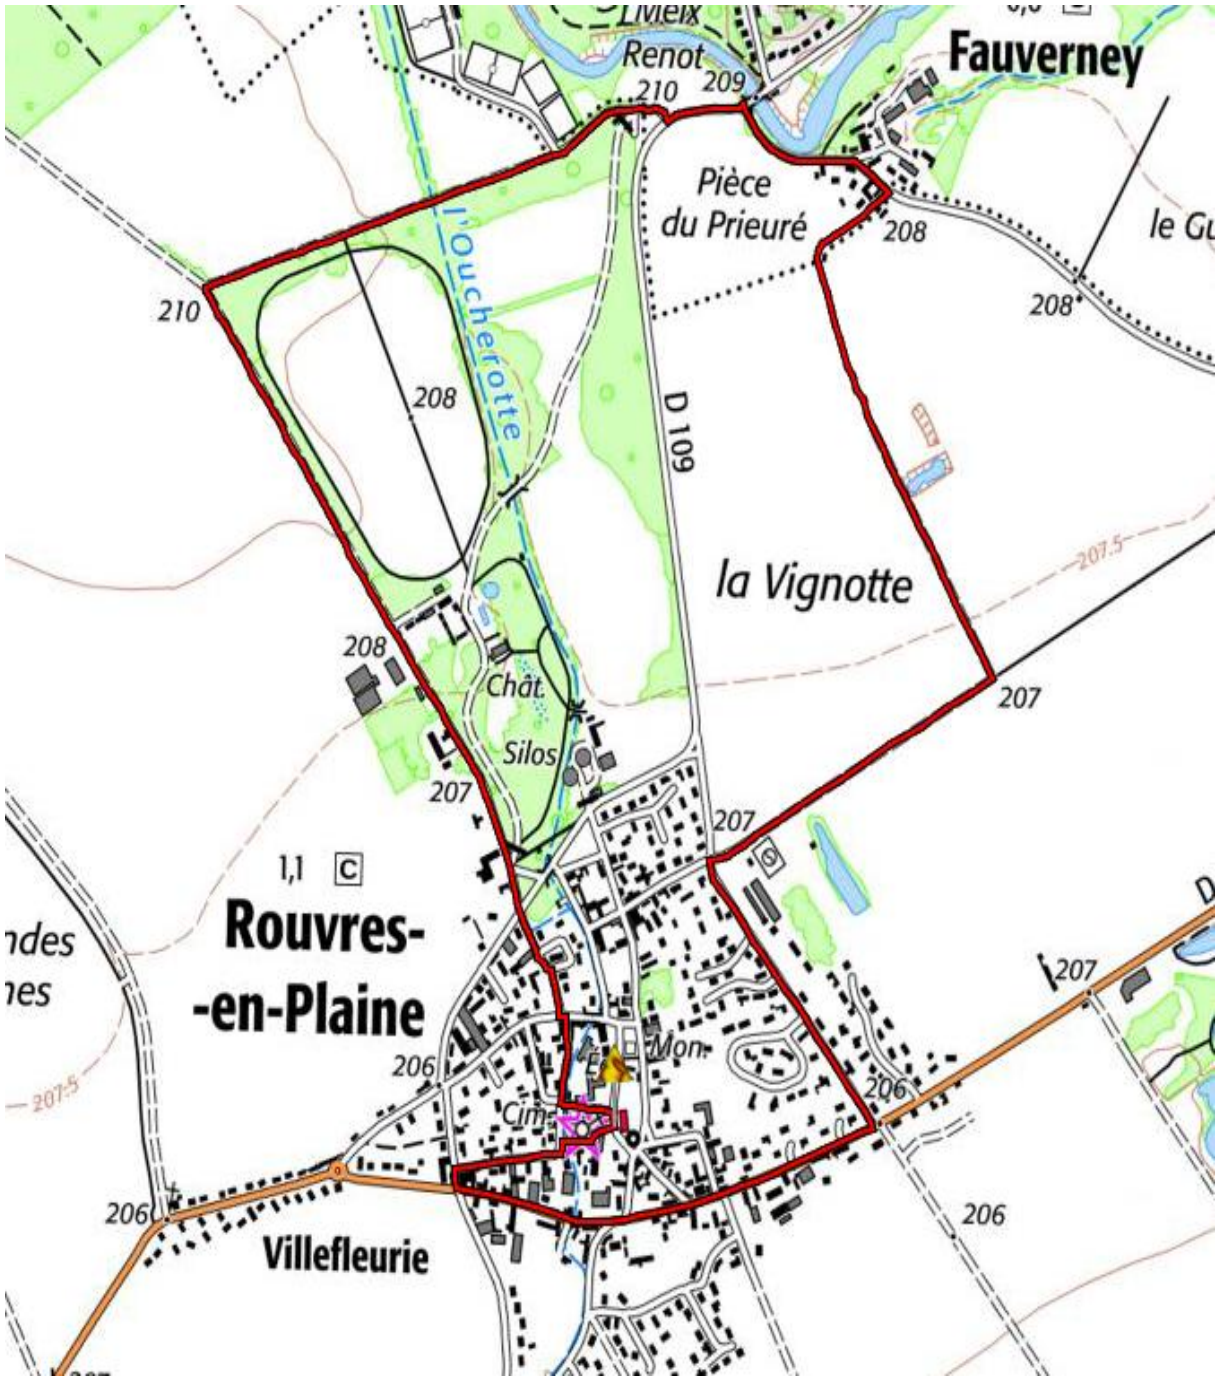 Renot
210
209
Fauverney
Pièce
du Prieuré
208
le Gu
208
210
l'Oucherotte
208
D 109
207.5
la Vignotte
208
Chât.
207
Silos
207
207
1,1 C
Rouvres-
-en-Plaine
ndes
nes
D
207
206
Mon.
206
207.5
Cim.
206
206
Villefleurie